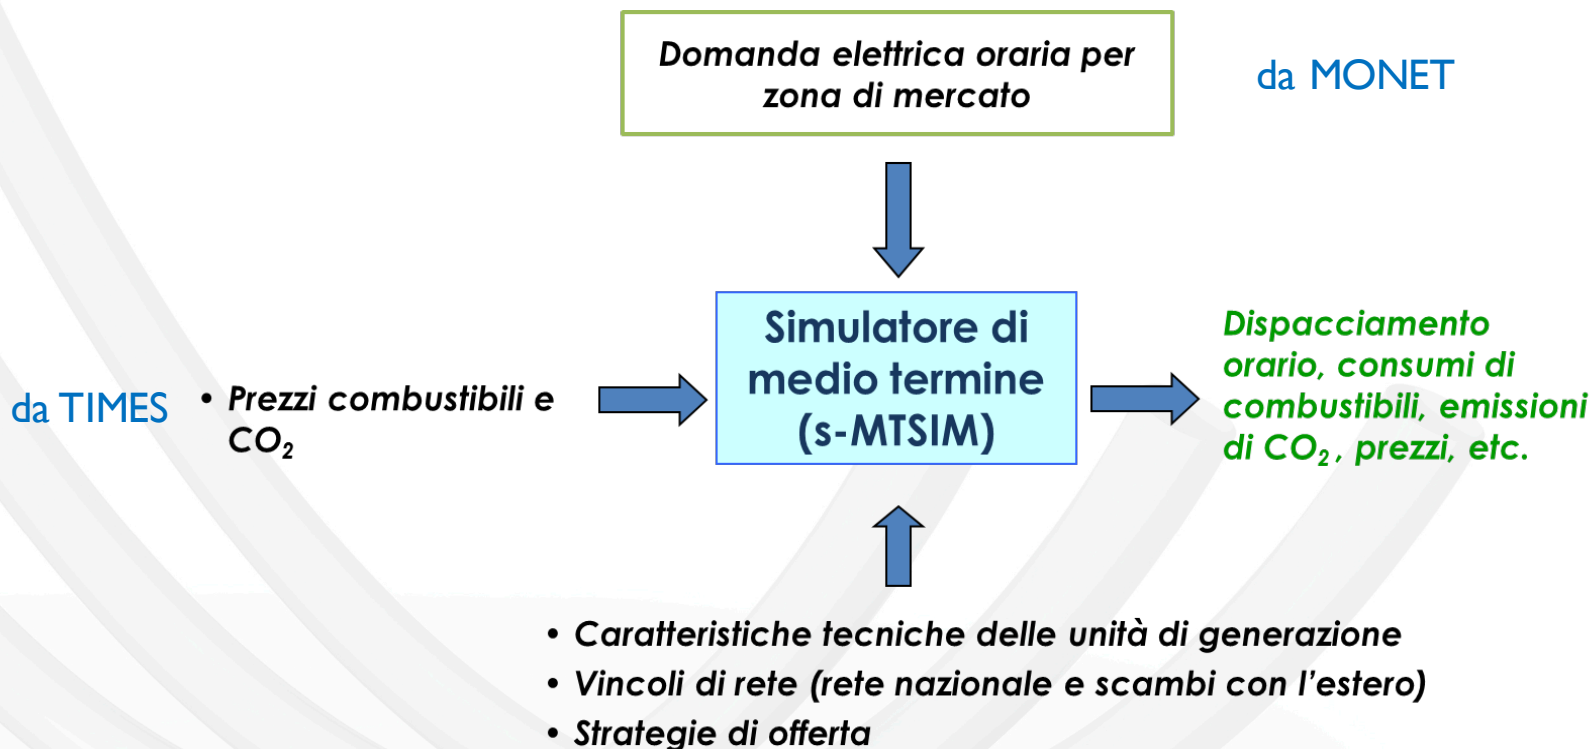 Domanda elettrica oraria per
zona di mercato
da MONET
Simulatore di
medio termine
(s-MTSIM)
da TIMES
• Prezzi combustibili e
CO₂
Dispacciamento
orario, consumi di
combustibili, emissioni
di CO₂ , prezzi, etc.
• Caratteristiche tecniche delle unità di generazione
• Vincoli di rete (rete nazionale e scambi con l'estero)
• Strategie di offerta